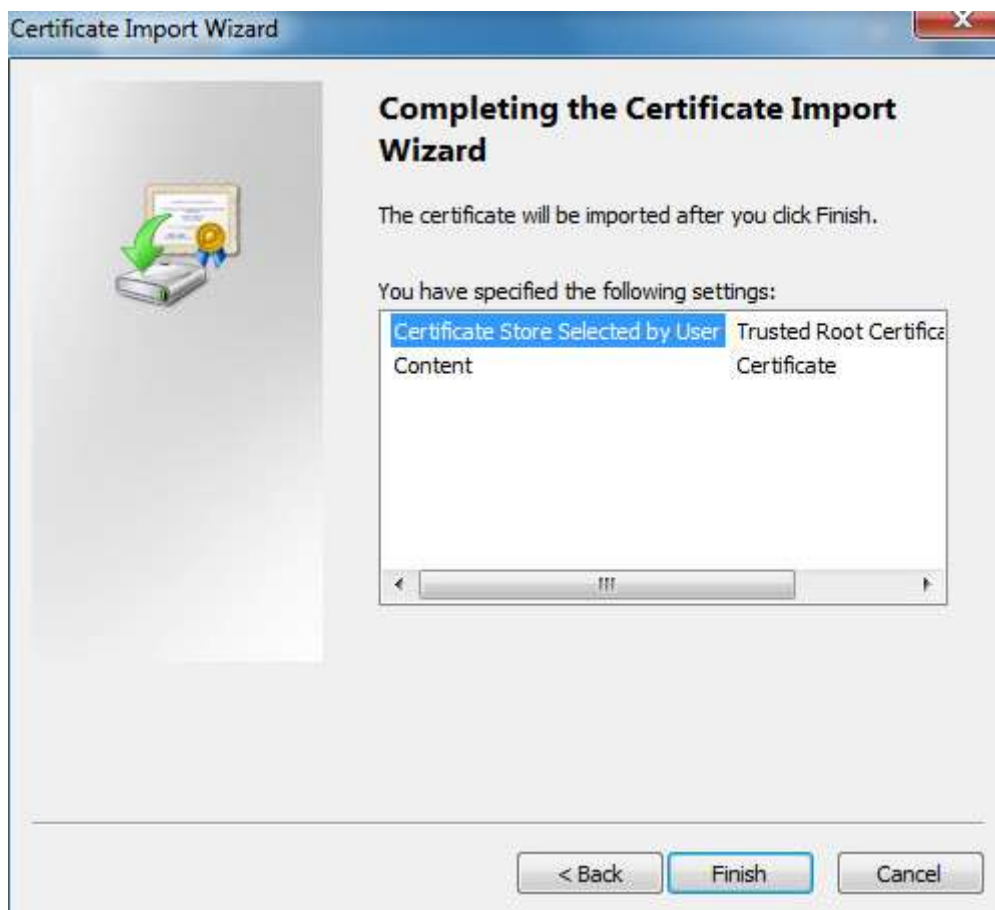 Certificate Import Wizard
X
Completing the Certificate Import
Wizard
The certificate will be imported after you click Finish.
You have specified the following settings:
Certificate Store Selected by User Trusted Root Certifica
Content Certificate
< Back Finish Cancel